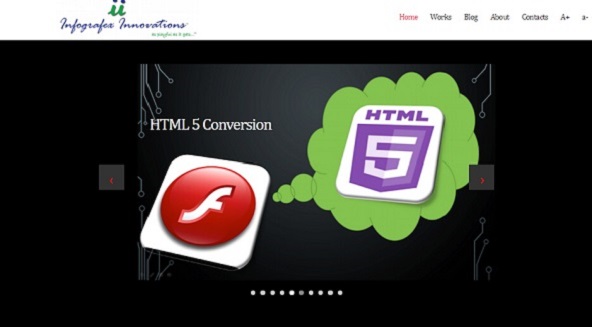 Infografex Innovations
Home Works Blog About Contacts A+ a-
HTML 5 Conversion
HTML
5